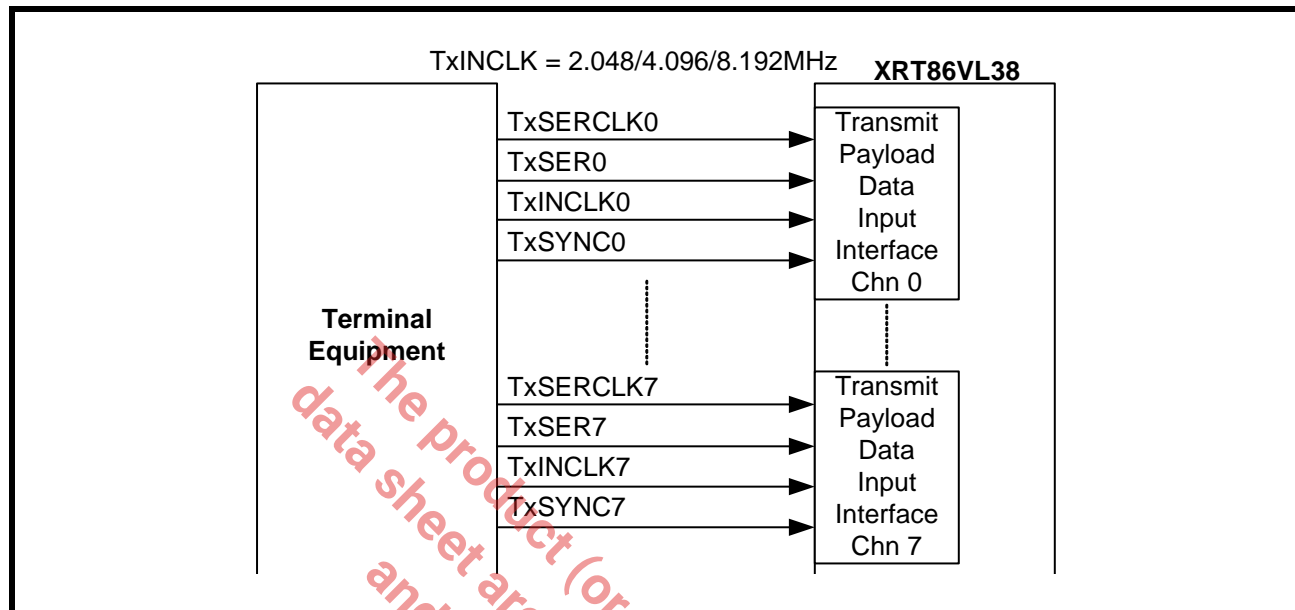 TxINCLK = 2.048/4.096/8.192MHz
XRT86VL38
TxSERCLK0
TxSER0
TxINCLK0
TxSYNC0
Transmit
Payload
Data
Input
Interface
Chn 0
Terminal
Equipment
TxSERCLK7
TxSER7
TxINCLK7
TxSYNC7
Transmit
Payload
Data
Input
Interface
Chn 7
The product (or
data sheet are
and